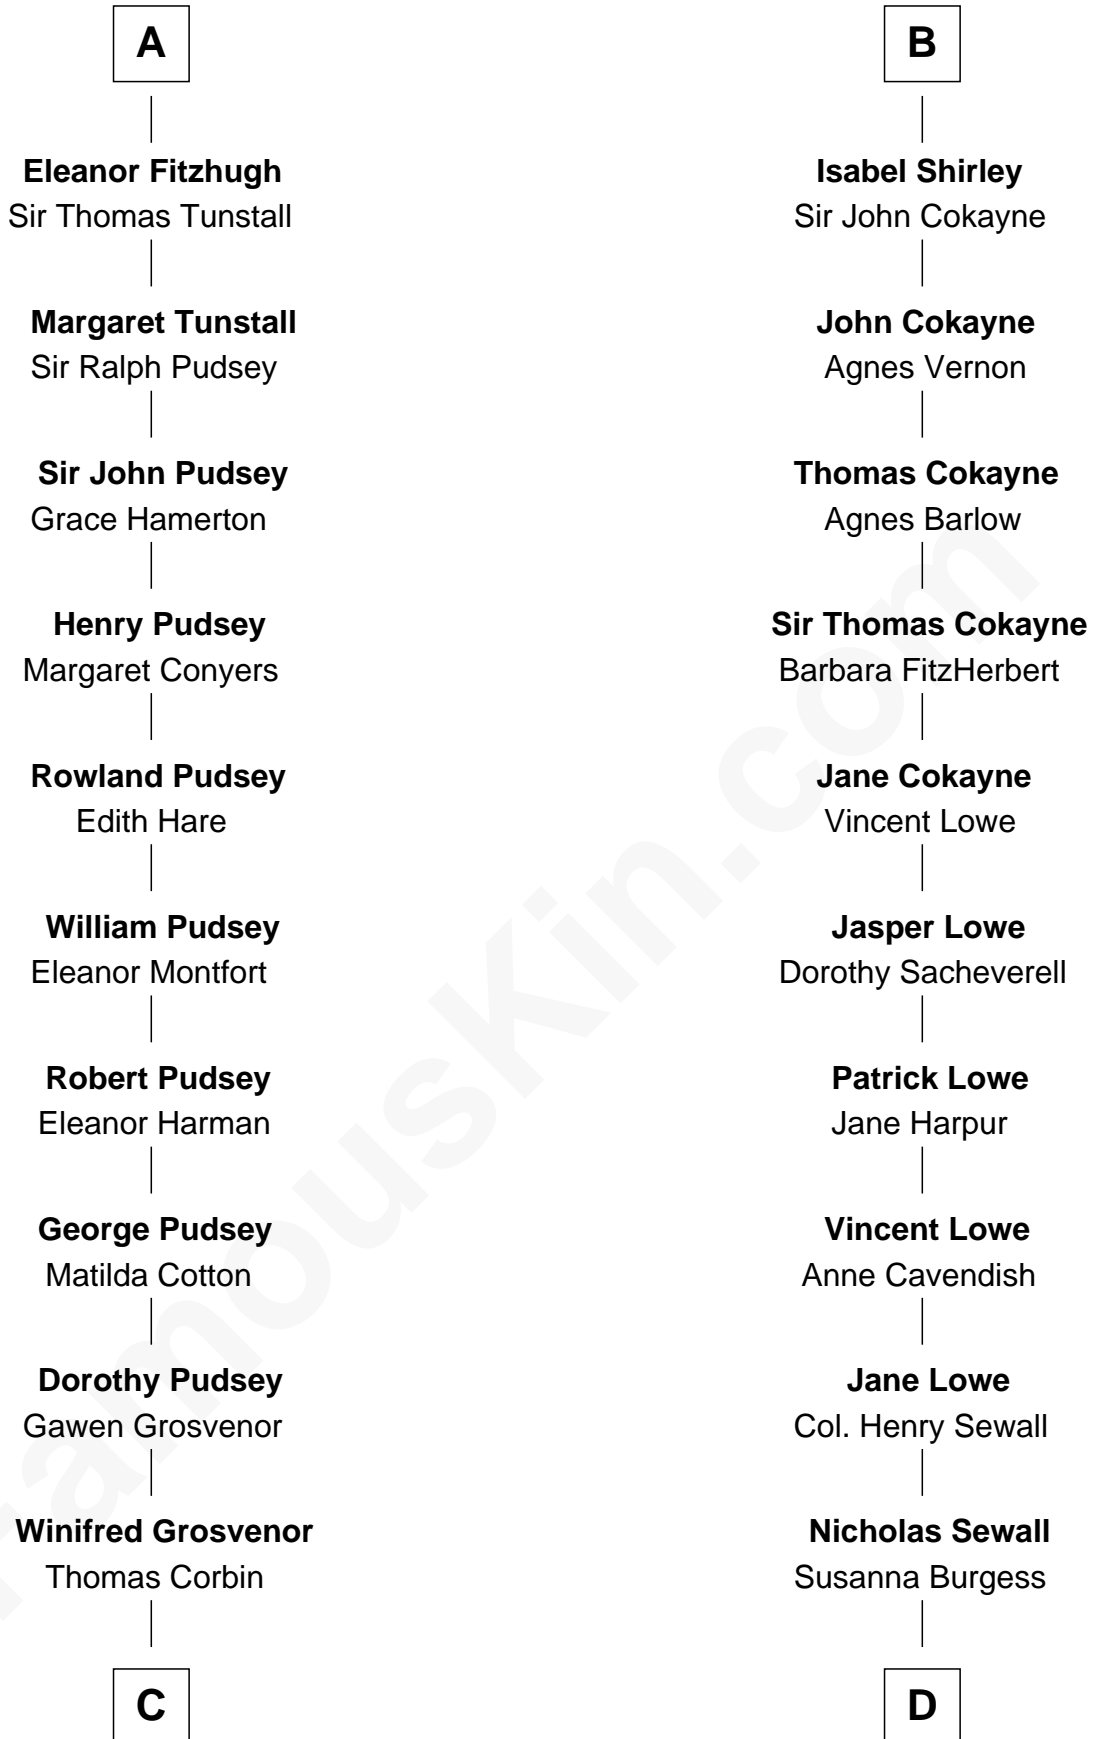 A
Eleanor Fitzhugh
Sir Thomas Tunstall
Margaret Tunstall
Sir Ralph Pudsey
Sir John Pudsey
Grace Hamerton
Henry Pudsey
Margaret Conyers
Rowland Pudsey
Edith Hare
William Pudsey
Eleanor Montfort
Robert Pudsey
Eleanor Harman
George Pudsey
Matilda Cotton
Dorothy Pudsey
Gawen Grosvenor
Winifred Grosvenor
Thomas Corbin
C
B
Isabel Shirley
Sir John Cokayne
John Cokayne
Agnes Vernon
Thomas Cokayne
Agnes Barlow
Sir Thomas Cokayne
Barbara FitzHerbert
Jane Cokayne
Vincent Lowe
Jasper Lowe
Dorothy Sacheverell
Patrick Lowe
Jane Harpur
Vincent Lowe
Anne Cavendish
Jane Lowe
Col. Henry Sewall
Nicholas Sewall
Susanna Burgess
D
FamousKin.com